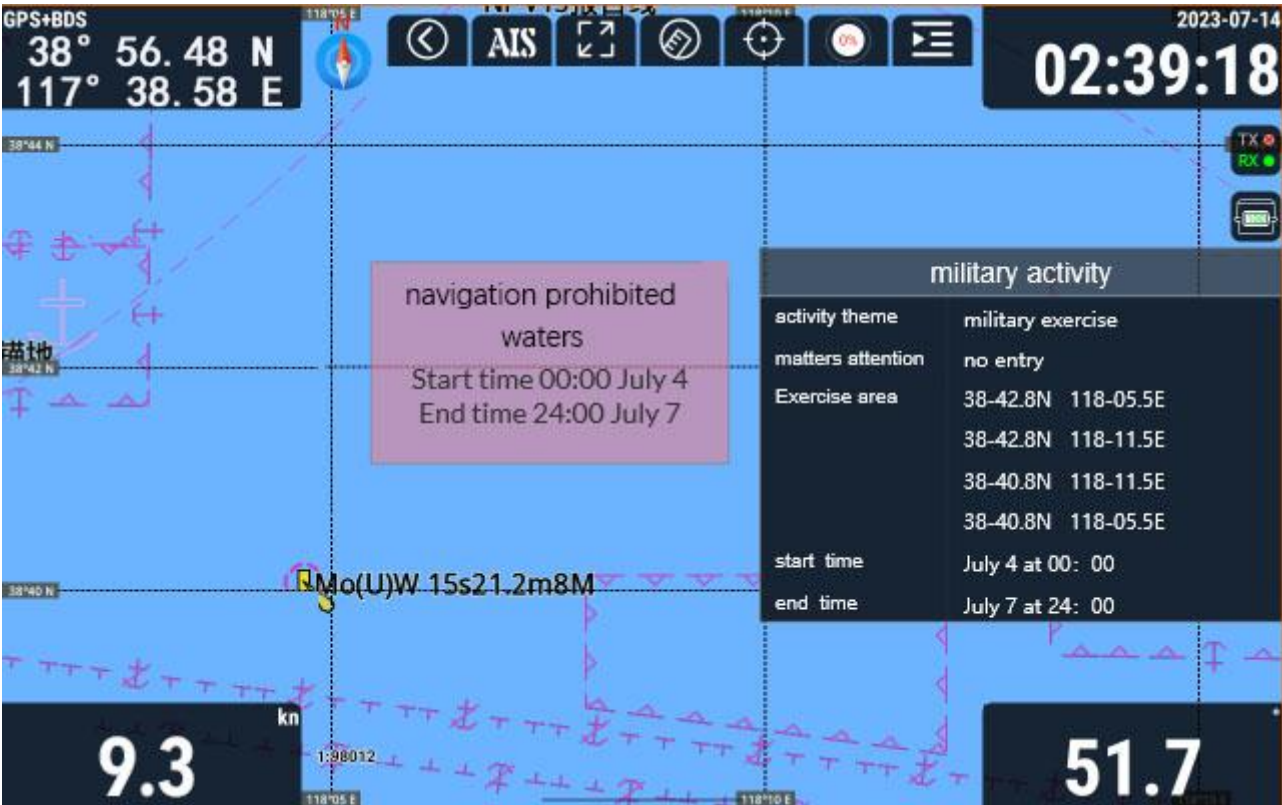 GPS+BDS
38° 56.48 N
117° 38.58 E
118°05 E
N
AIS
0%
118°10 E
2023-07-14
02:39:18
38°44 N
TX
RX
navigation prohibited
waters
Start time 00:00 July 4
End time 24:00 July 7
military activity
activity theme military exercise
matters attention no entry
Exercise area 38-42.8N 118-05.5E
38-42.8N 118-11.5E
38-40.8N 118-11.5E
38-40.8N 118-05.5E
start time July 4 at 00: 00
end time July 7 at 24: 00
锚地
38°42 N
38°40 N
Mo(U)W 15s21.2m8M
kn
9.3
1:98012
118°05 E
118°10 E
°
51.7